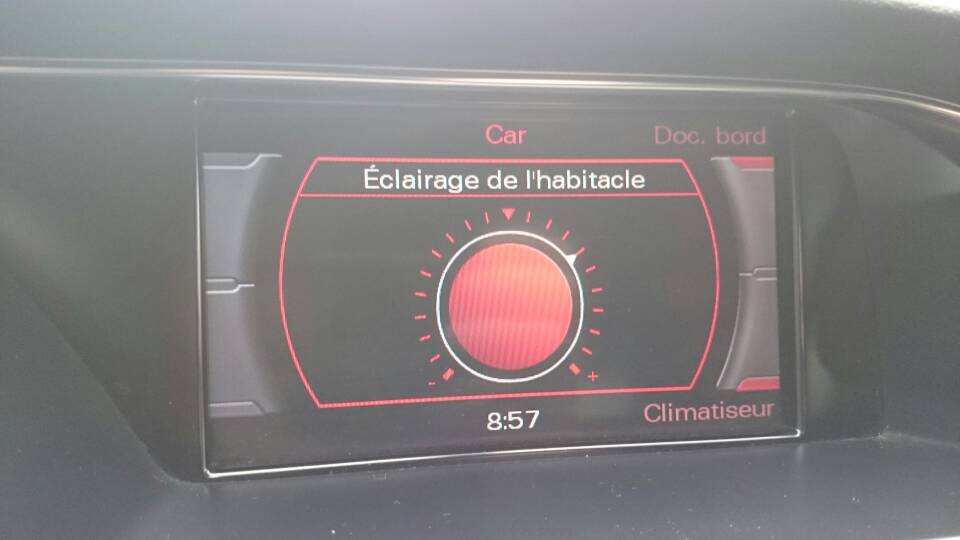 Car
Doc. bord
Éclairage de l'habitacle
- +
8:57
Climatiseur